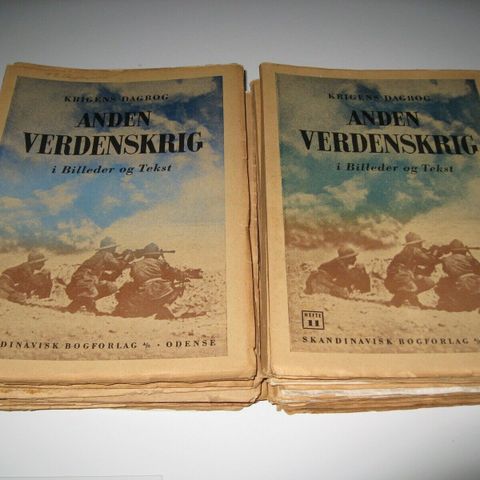 KRIGENS DAGBOG
ANDEN
VERDENSKRIG
i Billeder og Tekst
DINAVISK BOGFORLAG A/S · ODENSE
KRIGENS DAGBOG
ANDEN
VERDENSKRIG
i Billeder og Tekst
HEFTE
11
SKANDINAVISK BOGFORLAG